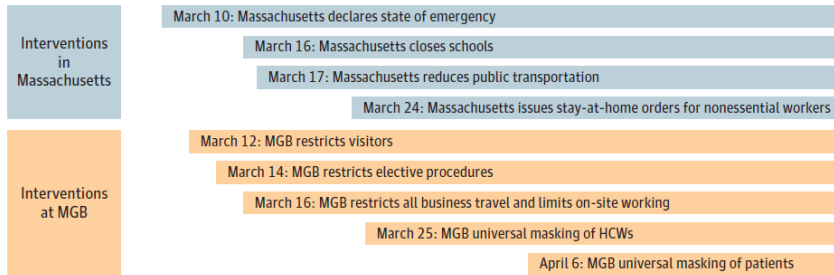 Interventions
in
Massachusetts
March 10: Massachusetts declares state of emergency
March 16: Massachusetts closes schools
March 17: Massachusetts reduces public transportation
March 24: Massachusetts issues stay-at-home orders for nonessential workers
Interventions
at MGB
March 12: MGB restricts visitors
March 14: MGB restricts elective procedures
March 16: MGB restricts all business travel and limits on-site working
March 25: MGB universal masking of HCWs
April 6: MGB universal masking of patients